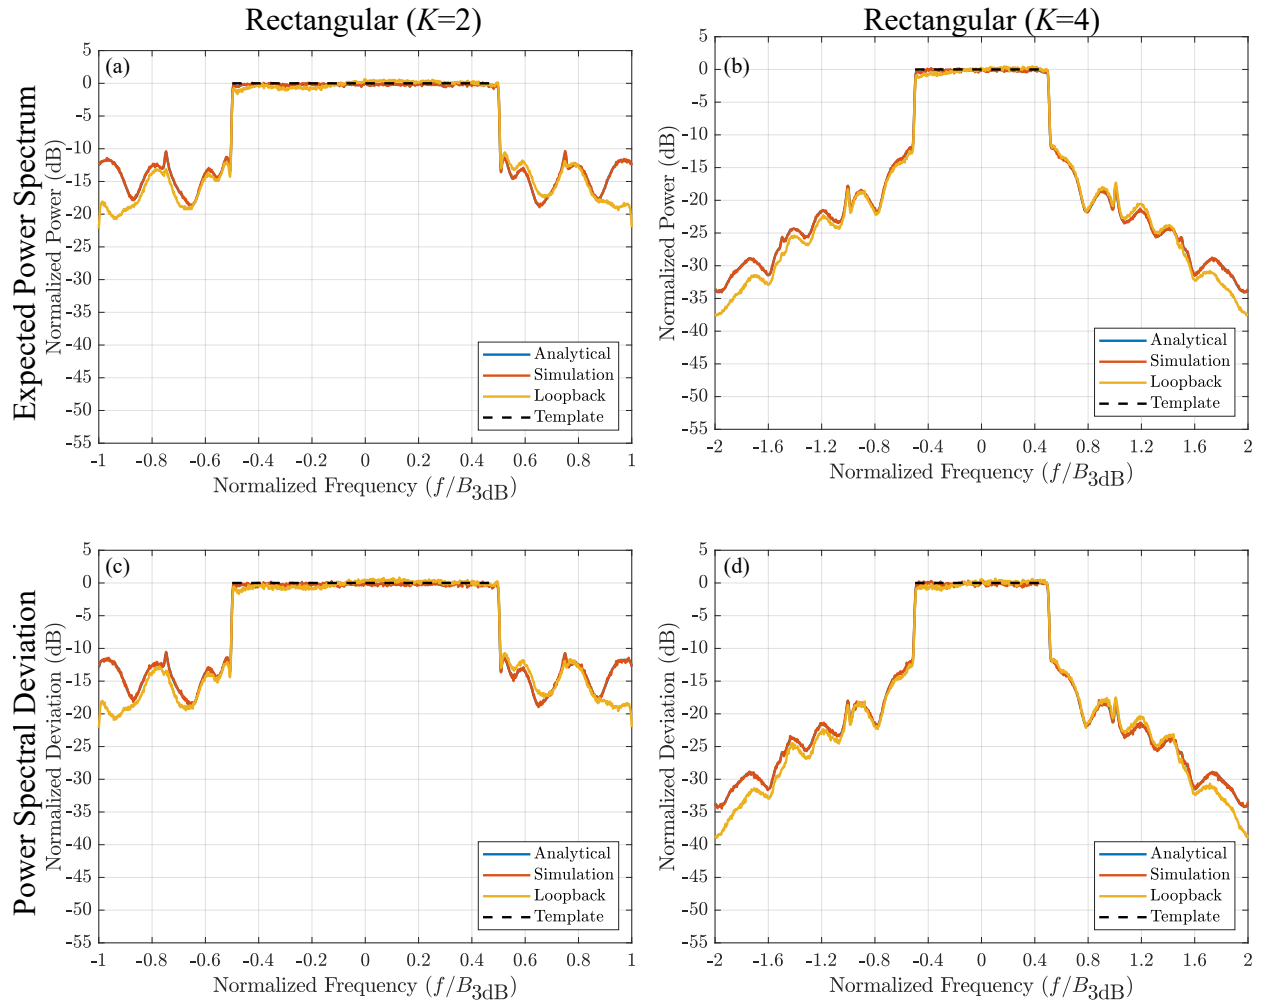 Rectangular (K=2)
Rectangular (K=4)
Expected Power Spectrum
(a)
Normalized Power (dB)
5
0
-5
-10
-15
-20
-25
-30
-35
-40
-45
-50
-55
Analytical
Simulation
Loopback
Template
-1 -0.8 -0.6 -0.4 -0.2 0 0.2 0.4 0.6 0.8 1
Normalized Frequency (f/B3dB)
(b)
Normalized Power (dB)
5
0
-5
-10
-15
-20
-25
-30
-35
-40
-45
-50
-55
Analytical
Simulation
Loopback
Template
-2 -1.6 -1.2 -0.8 -0.4 0 0.4 0.8 1.2 1.6 2
Normalized Frequency (f/B3dB)
Power Spectral Deviation
(c)
Normalized Deviation (dB)
5
0
-5
-10
-15
-20
-25
-30
-35
-40
-45
-50
-55
Analytical
Simulation
Loopback
Template
-1 -0.8 -0.6 -0.4 -0.2 0 0.2 0.4 0.6 0.8 1
Normalized Frequency (f/B3dB)
(d)
Normalized Deviation (dB)
5
0
-5
-10
-15
-20
-25
-30
-35
-40
-45
-50
-55
Analytical
Simulation
Loopback
Template
-2 -1.6 -1.2 -0.8 -0.4 0 0.4 0.8 1.2 1.6 2
Normalized Frequency (f/B3dB)